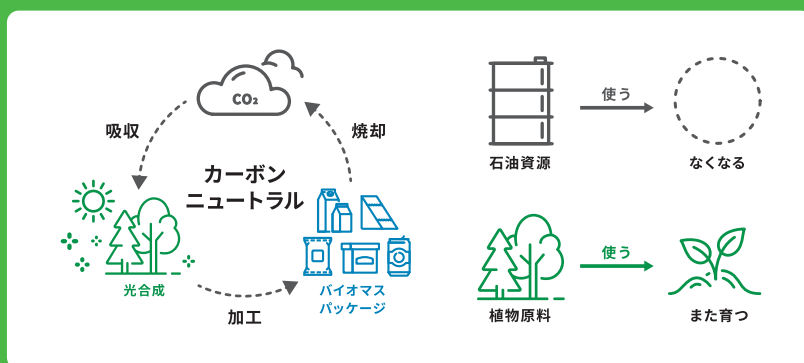 CO₂
吸収
焼却
カーボン
ニュートラル
光合成
加工
バイオマス
パッケージ
石油資源
使う
なくなる
植物原料
使う
また育つ